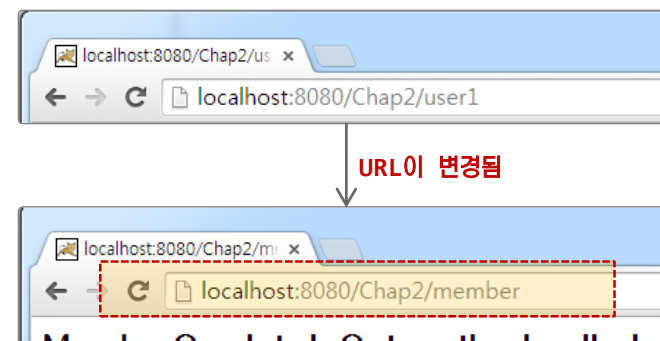 localhost:8080/Chap2/us
localhost:8080/Chap2/user1
URL이 변경됨
localhost:8080/Chap2/m
localhost:8080/Chap2/member